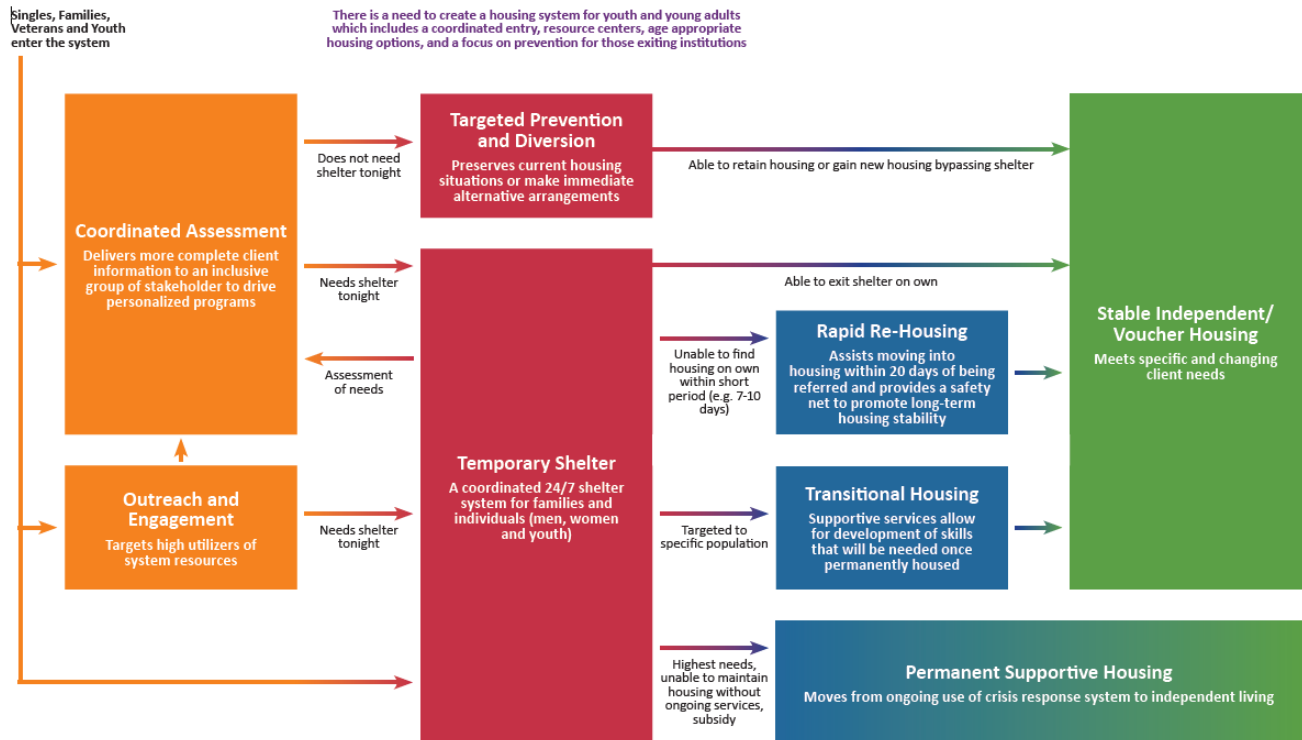 Singles, Families,
Veterans and Youth
enter the system
There is a need to create a housing system for youth and young adults
which includes a coordinated entry, resource centers, age appropriate
housing options, and a focus on prevention for those exiting institutions
Coordinated Assessment
Delivers more complete client
information to an inclusive
group of stakeholder to drive
personalized programs
Does not need
shelter tonight
Targeted Prevention
and Diversion
Preserves current housing
situations or make immediate
alternative arrangements
Able to retain housing or gain new housing bypassing shelter
Needs shelter
tonight
Able to exit shelter on own
Assessment
of needs
Unable to find
housing on own
within short
period (e.g. 7-10
days)
Rapid Re-Housing
Assists moving into
housing within 20 days of being
referred and provides a safety
net to promote long-term
housing stability
Stable Independent/
Voucher Housing
Meets specific and changing
client needs
Outreach and
Engagement
Targets high utilizers of
system resources
Needs shelter
tonight
Temporary Shelter
A coordinated 24/7 shelter
system for families and
individuals (men, women
and youth)
Targeted to
specific population
Transitional Housing
Supportive services allow
for development of skills
that will be needed once
permanently housed
Highest needs,
unable to maintain
housing without
ongoing services,
subsidy
Permanent Supportive Housing
Moves from ongoing use of crisis response system to independent living